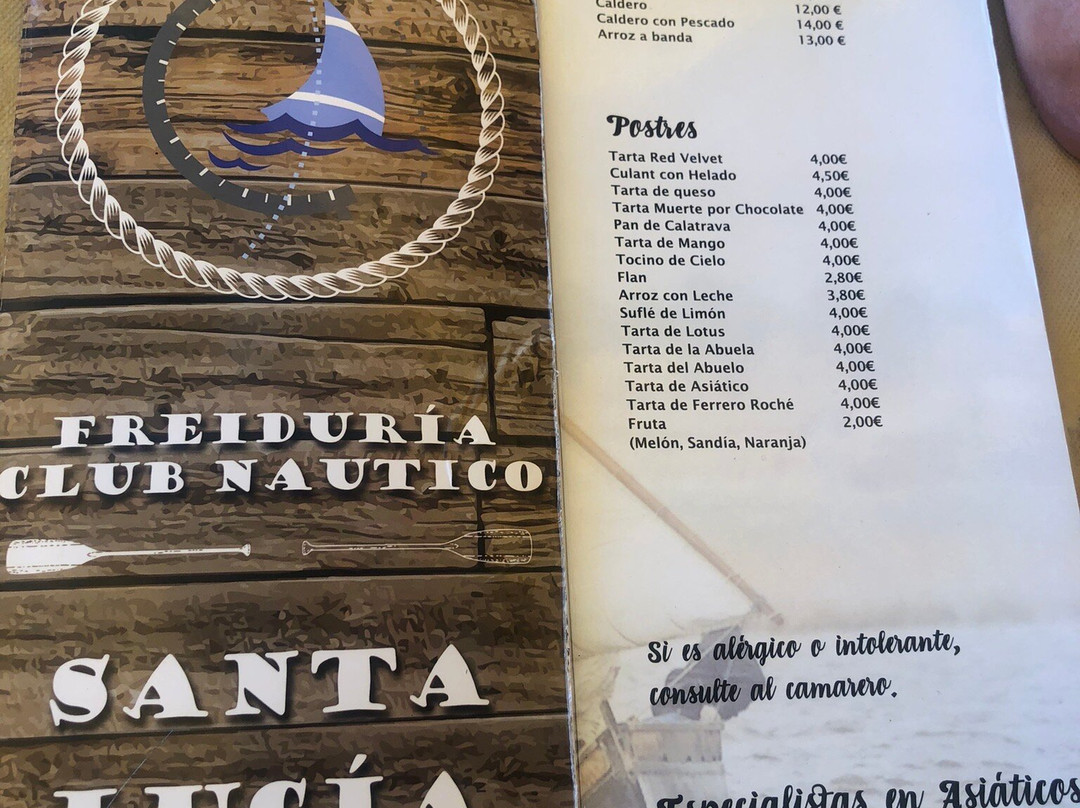 FREIDURÍA
CLUB NAUTICO
SANTA
LUCÍA
Caldero 12,00 €
Caldero con Pescado 14,00 €
Arroz a banda 13,00 €
Postres
Tarta Red Velvet 4,00€
Culant con Helado 4,50€
Tarta de queso 4,00€
Tarta Muerte por Chocolate 4,00€
Pan de Calatrava 4,00€
Tarta de Mango 4,00€
Tocino de Cielo 4,00€
Flan 2,80€
Arroz con Leche 3,80€
Suflé de Limón 4,00€
Tarta de Lotus 4,00€
Tarta de la Abuela 4,00€
Tarta del Abuelo 4,00€
Tarta de Asiático 4,00€
Tarta de Ferrero Roché 4,00€
Fruta 2,00€
(Melón, Sandía, Naranja)
Si es alérgico o intolerante,
consulte al camarero.
Especialistas en Asiáticos